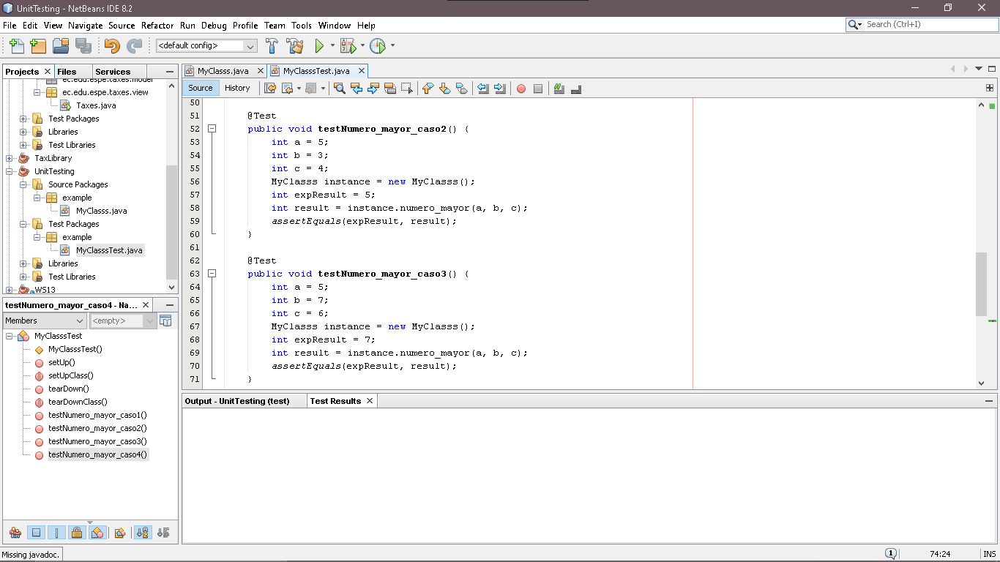 UnitTesting - NetBeans IDE 8.2
File Edit View Navigate Source Refactor Run Debug Profile Team Tools Window Help
Search (Ctrl+I)
<default config>
Projects Files Services
ec.edu.espe.taxes.model
ec.edu.espe.taxes.view
Taxes.java
Test Packages
Libraries
Test Libraries
TaxLibrary
UnitTesting
Source Packages
example
MyClasss.java
Test Packages
example
MyClasssTest.java
Libraries
Test Libraries
WS13
testNumero_mayor_caso4 - Na...
Members <empty>
MyClasssTest
MyClasssTest()
setUp()
setUpClass()
tearDown()
tearDownClass()
testNumero_mayor_caso1()
testNumero_mayor_caso2()
testNumero_mayor_caso3()
testNumero_mayor_caso4()
MyClasss.java MyClasssTest.java
Source History
50
51 @Test
52 public void testNumero_mayor_caso2() {
53 int a = 5;
54 int b = 3;
55 int c = 4;
56 MyClasss instance = new MyClasss();
57 int expResult = 5;
58 int result = instance.numero_mayor(a, b, c);
59 assertEquals(expResult, result);
60 }
61
62 @Test
63 public void testNumero_mayor_caso3() {
64 int a = 5;
65 int b = 7;
66 int c = 6;
67 MyClasss instance = new MyClasss();
68 int expResult = 7;
69 int result = instance.numero_mayor(a, b, c);
70 assertEquals(expResult, result);
71 }
Output - UnitTesting (test) Test Results
Missing javadoc. 1 74:24 INS